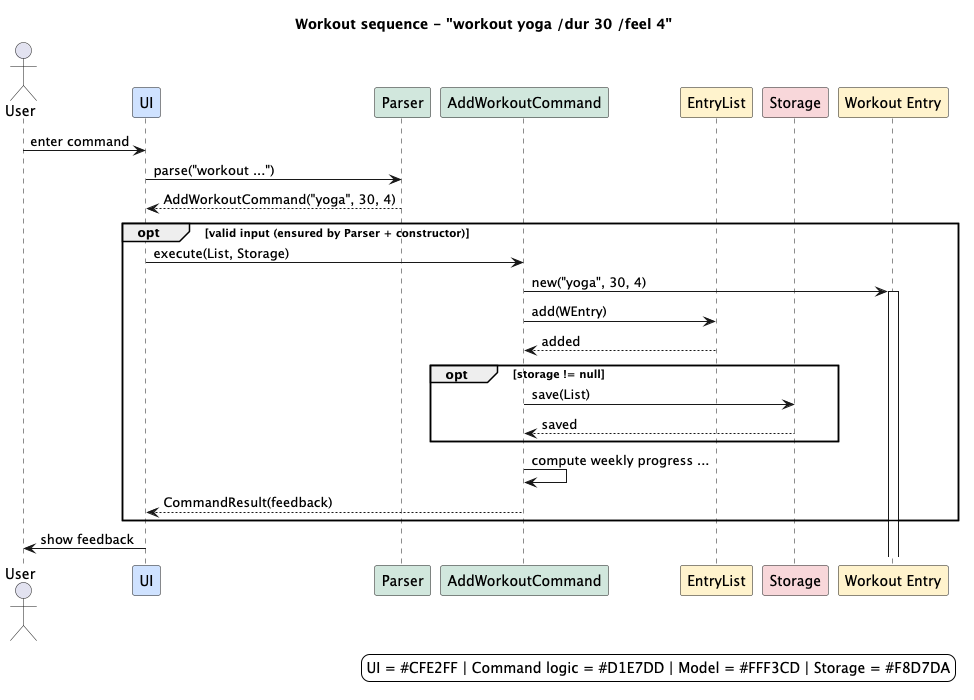 Workout sequence – "workout yoga /dur 30 /feel 4"
User
UI
Parser
AddWorkoutCommand
EntryList
Storage
Workout Entry
enter command
parse("workout ...")
AddWorkoutCommand("yoga", 30, 4)
opt
[valid input (ensured by Parser + constructor)]
execute(List, Storage)
new("yoga", 30, 4)
add(WEntry)
added
opt
[storage != null]
save(List)
saved
compute weekly progress ...
CommandResult(feedback)
show feedback
User
UI
Parser
AddWorkoutCommand
EntryList
Storage
Workout Entry
UI = #CFE2FF | Command logic = #D1E7DD | Model = #FFF3CD | Storage = #F8D7DA